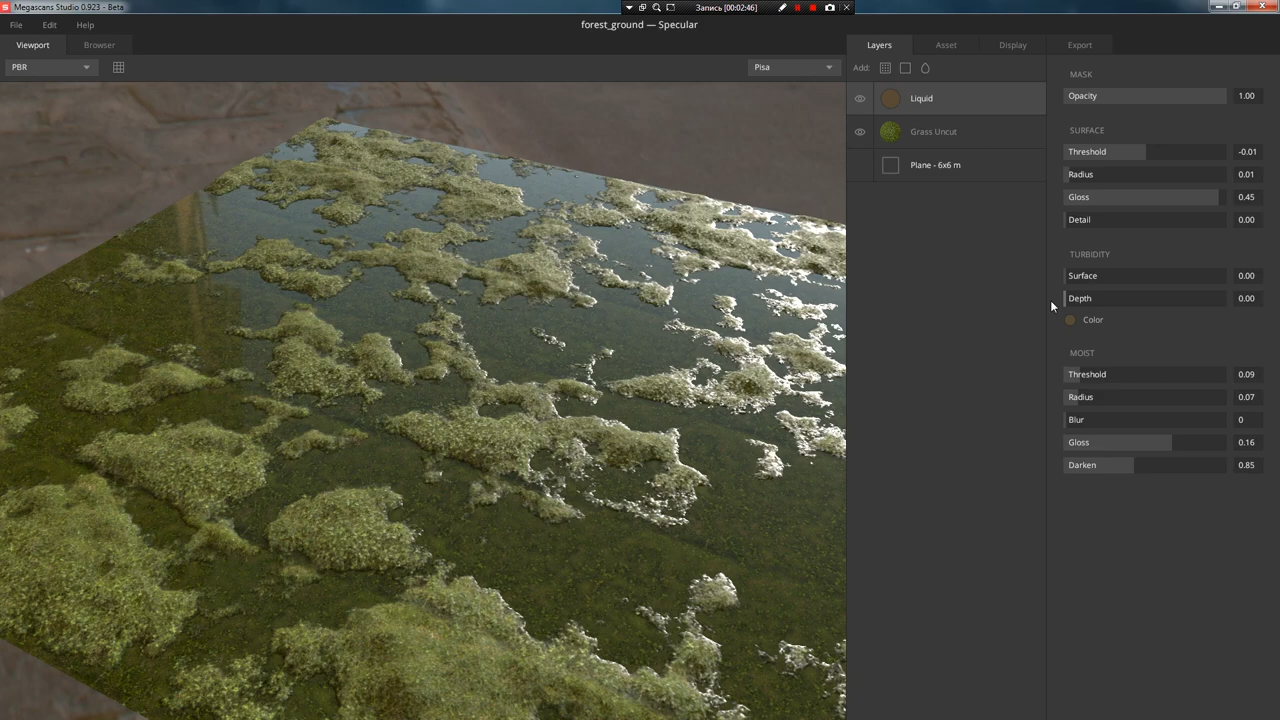 Megascans Studio 0.923 - Beta
Запись [00:02:46]
File Edit Help
forest_ground — Specular
Viewport Browser
Layers Asset Display Export
PBR
Pisa
Add:
Liquid
Grass Uncut
Plane - 6x6 m
MASK
Opacity 1.00
SURFACE
Threshold -0.01
Radius 0.01
Gloss 0.45
Detail 0.00
TURBIDITY
Surface 0.00
Depth 0.00
Color
MOIST
Threshold 0.09
Radius 0.07
Blur 0
Gloss 0.16
Darken 0.85